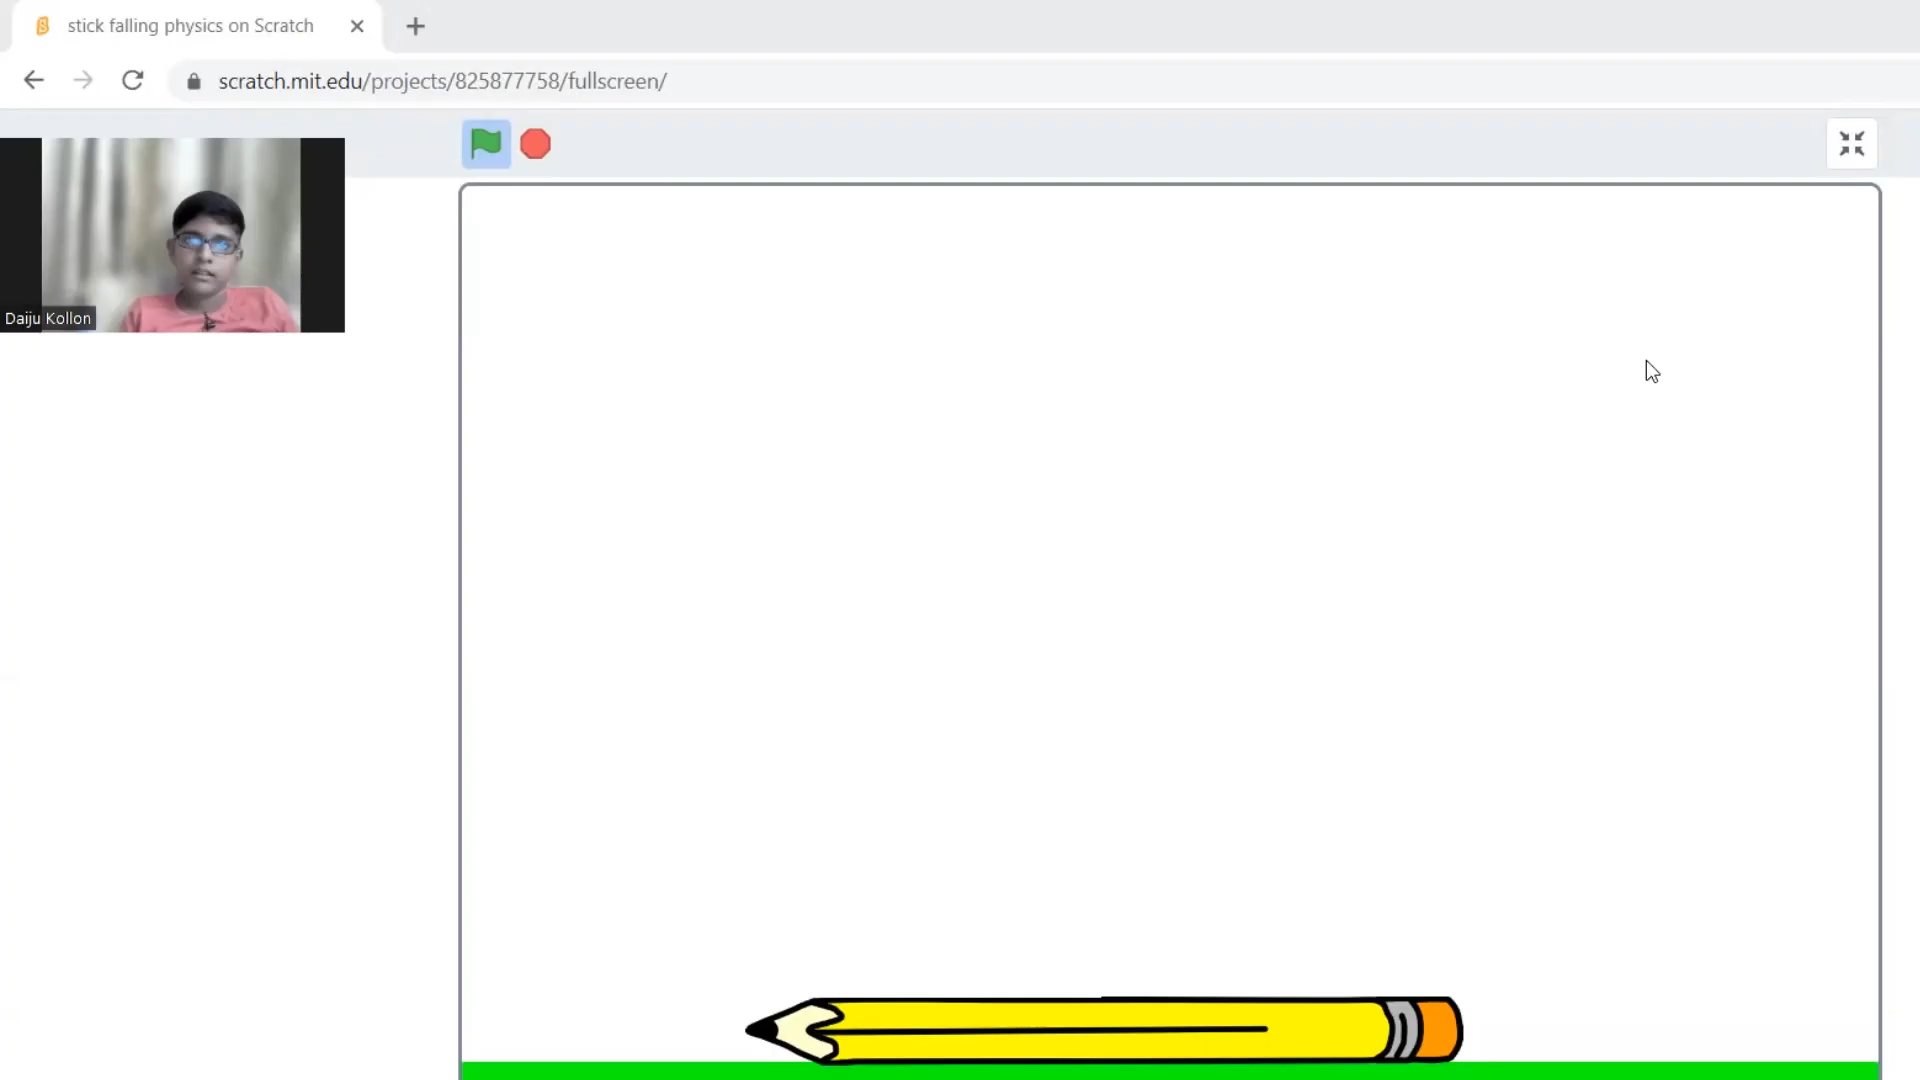 stick falling physics on Scratch
scratch.mit.edu/projects/825877758/fullscreen/
Daiju Kollon